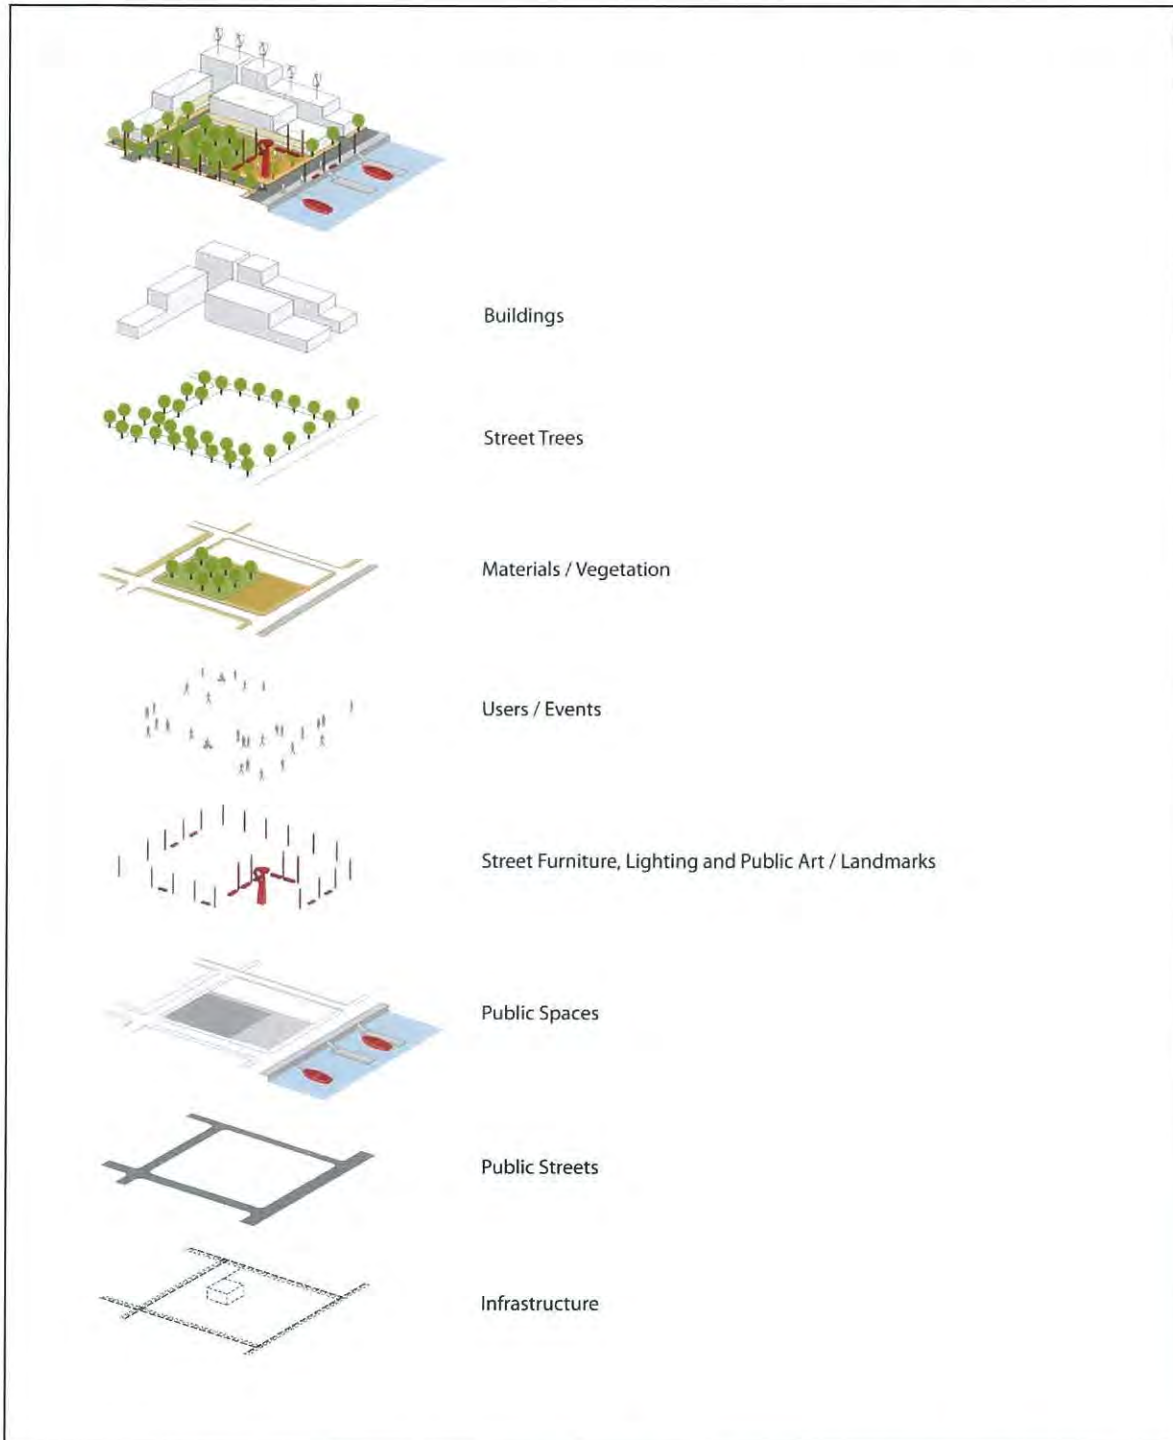 Buildings
Street Trees
Materials / Vegetation
Users / Events
Street Furniture, Lighting and Public Art / Landmarks
Public Spaces
Public Streets
Infrastructure